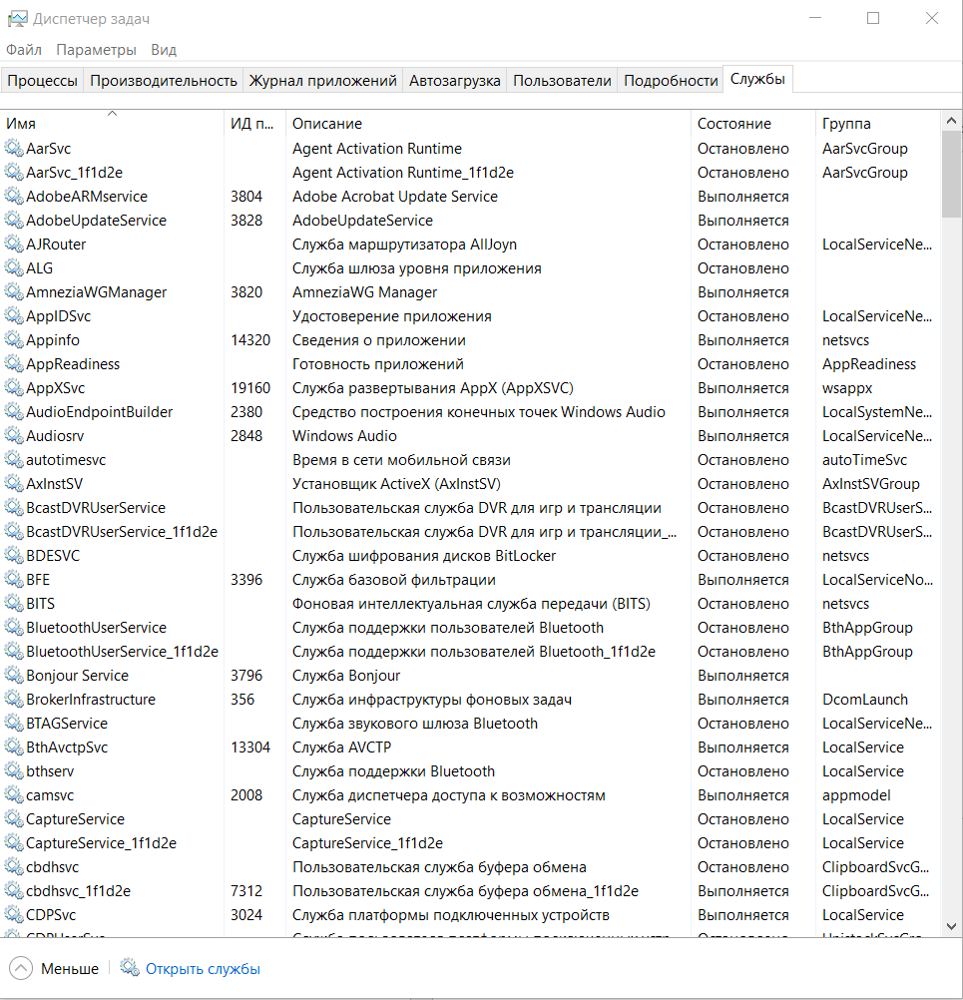 Диспетчер задач
Файл Параметры Вид
Процессы Производительность Журнал приложений Автозагрузка Пользователи Подробности Службы
Имя ИД п... Описание Состояние Группа
AarSvc Agent Activation Runtime Остановлено AarSvcGroup
AarSvc_1f1d2e Agent Activation Runtime_1f1d2e Остановлено AarSvcGroup
AdobeARMservice 3804 Adobe Acrobat Update Service Выполняется
AdobeUpdateService 3828 AdobeUpdateService Выполняется
AJRouter Служба маршрутизатора AllJoyn Остановлено LocalServiceNe...
ALG Служба шлюза уровня приложения Остановлено
AmneziaWGManager 3820 AmneziaWG Manager Выполняется
AppIDSvc Удостоверение приложения Остановлено LocalServiceNe...
Appinfo 14320 Сведения о приложении Выполняется netsvcs
AppReadiness Готовность приложений Остановлено AppReadiness
AppXSvc 19160 Служба развертывания AppX (AppXSVC) Выполняется wsappx
AudioEndpointBuilder 2380 Средство построения конечных точек Windows Audio Выполняется LocalSystemNe...
Audiosrv 2848 Windows Audio Выполняется LocalServiceNe...
autotimesvc Время в сети мобильной связи Остановлено autoTimeSvc
AxInstSV Установщик ActiveX (AxInstSV) Остановлено AxInstSVGroup
BcastDVRUserService Пользовательская служба DVR для игр и трансляции Остановлено BcastDVRUserS...
BcastDVRUserService_1f1d2e Пользовательская служба DVR для игр и трансляции_... Остановлено BcastDVRUserS...
BDESVC Служба шифрования дисков BitLocker Остановлено netsvcs
BFE 3396 Служба базовой фильтрации Выполняется LocalServiceNo...
BITS Фоновая интеллектуальная служба передачи (BITS) Остановлено netsvcs
BluetoothUserService Служба поддержки пользователей Bluetooth Остановлено BthAppGroup
BluetoothUserService_1f1d2e Служба поддержки пользователей Bluetooth_1f1d2e Остановлено BthAppGroup
Bonjour Service 3796 Служба Bonjour Выполняется
BrokerInfrastructure 356 Служба инфраструктуры фоновых задач Выполняется DcomLaunch
BTAGService Служба звукового шлюза Bluetooth Остановлено LocalServiceNe...
BthAvctpSvc 13304 Служба AVCTP Выполняется LocalService
bthserv Служба поддержки Bluetooth Остановлено LocalService
camsvc 2008 Служба диспетчера доступа к возможностям Выполняется appmodel
CaptureService CaptureService Остановлено LocalService
CaptureService_1f1d2e CaptureService_1f1d2e Остановлено LocalService
cbdhsvc Пользовательская служба буфера обмена Остановлено ClipboardSvcG...
cbdhsvc_1f1d2e 7312 Пользовательская служба буфера обмена_1f1d2e Выполняется ClipboardSvcG...
CDPSvc 3024 Служба платформы подключенных устройств Выполняется LocalService
Меньше Открыть службы